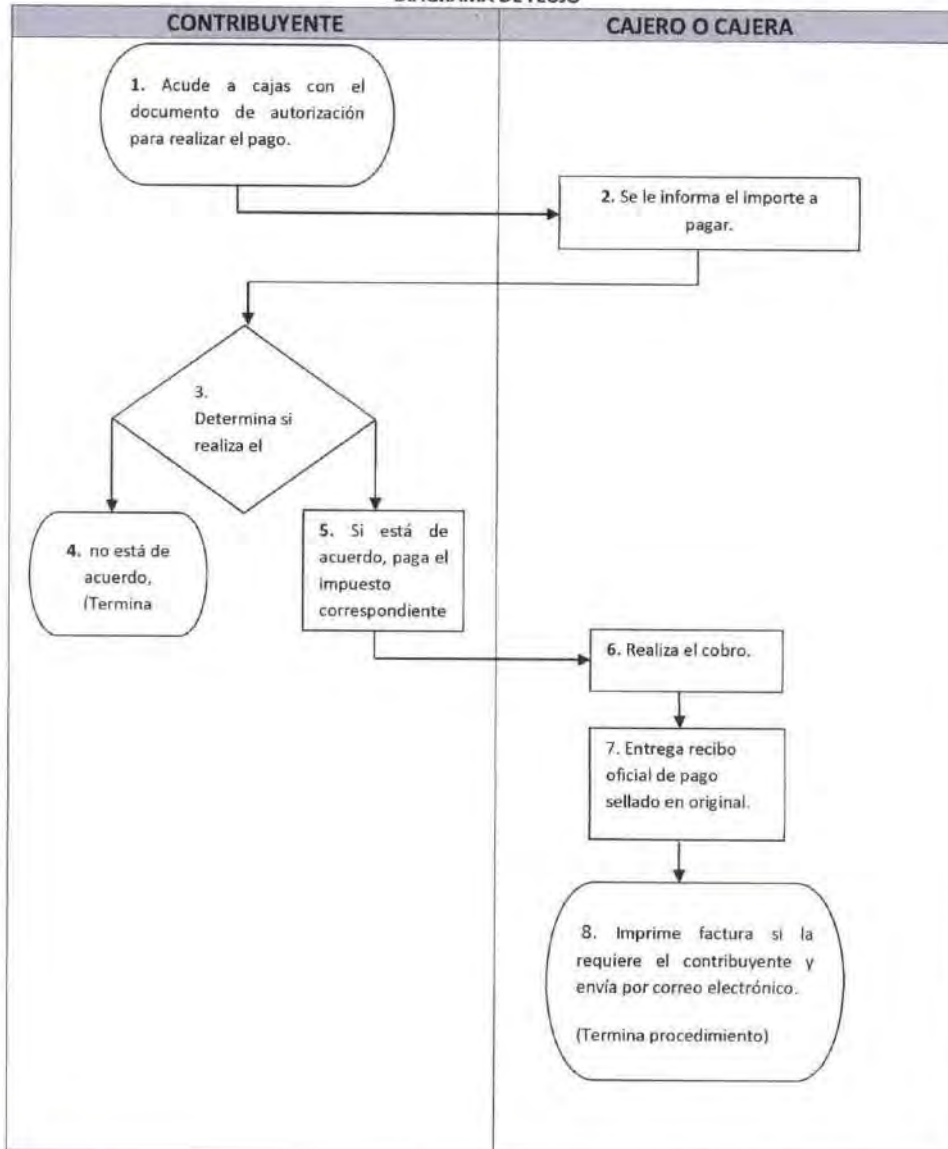 CONTRIBUYENTE
CAJERO O CAJERA
1. Acude a cajas con el
documento de autorización
para realizar el pago.
2. Se le informa el importe a
pagar.
3.
Determina si
realiza el
4. no está de
acuerdo,
(Termina
5. Si está de
acuerdo, paga el
impuesto
correspondiente
6. Realiza el cobro.
7. Entrega recibo
oficial de pago
sellado en original.
8. Imprime factura si la
requiere el contribuyente y
envía por correo electrónico.
(Termina procedimiento)